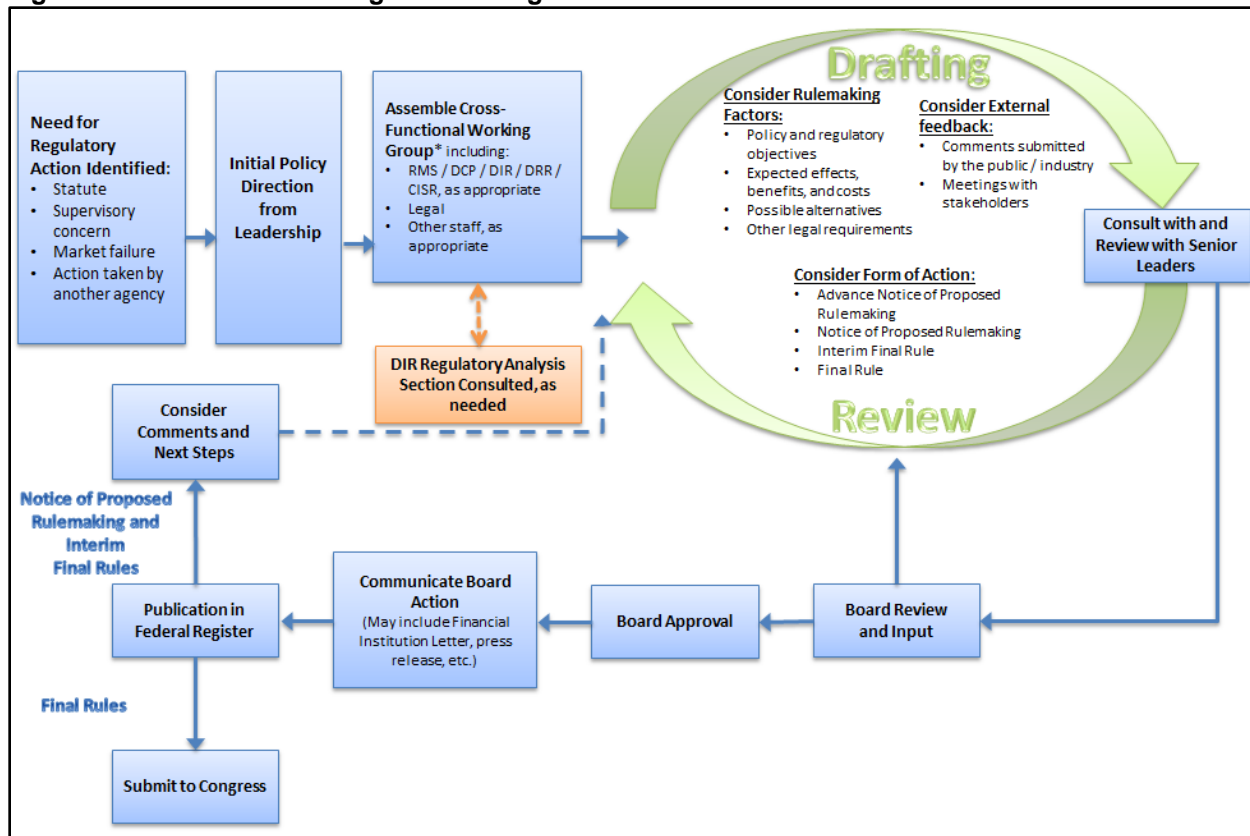 Need for
Regulatory
Action Identified:
• Statute
• Supervisory
concern
• Market failure
• Action taken by
another agency
Initial Policy
Direction
from
Leadership
Assemble Cross-
Functional Working
Group* including:
• RMS / DCP / DIR / DRR /
CISR, as appropriate
• Legal
• Other staff, as
appropriate
DIR Regulatory Analysis
Section Consulted, as
needed
Drafting
Consider Rulemaking
Factors:
• Policy and regulatory
objectives
• Expected effects,
benefits, and costs
• Possible alternatives
• Other legal requirements
Consider External
feedback:
• Comments submitted
by the public / industry
• Meetings with
stakeholders
Consider Form of Action:
• Advance Notice of Proposed
Rulemaking
• Notice of Proposed Rulemaking
• Interim Final Rule
• Final Rule
Review
Consult with and
Review with Senior
Leaders
Board Review
and Input
Board Approval
Communicate Board
Action
(May include Financial
Institution Letter, press
release, etc.)
Publication in
Federal Register
Notice of Proposed
Rulemaking and
Interim
Final Rules
Consider
Comments and
Next Steps
Final Rules
Submit to Congress